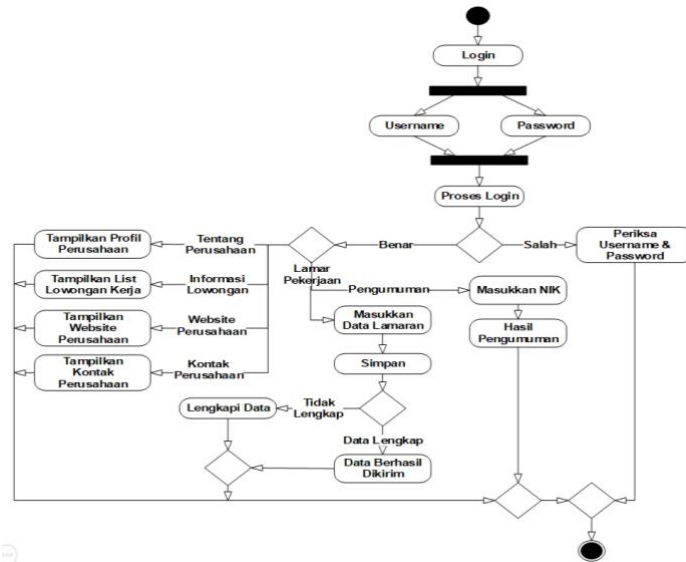 Login
Username
Password
Proses Login
Benar
Salah
Periksa
Username &
Password
Tentang
Perusahaan
Tampilkan Profil
Perusahaan
Informasi
Lowongan
Tampilkan List
Lowongan Kerja
Website
Perusahaan
Tampilkan
Website
Perusahaan
Kontak
Perusahaan
Tampilkan
Kontak
Perusahaan
Lamar
Pekerjaan
Pengumuman
Masukkan NIK
Hasil
Pengumuman
Masukkan
Data Lamaran
Simpan
Tidak
Lengkap
Lengkapi Data
Data Lengkap
Data Berhasil
Dikirim